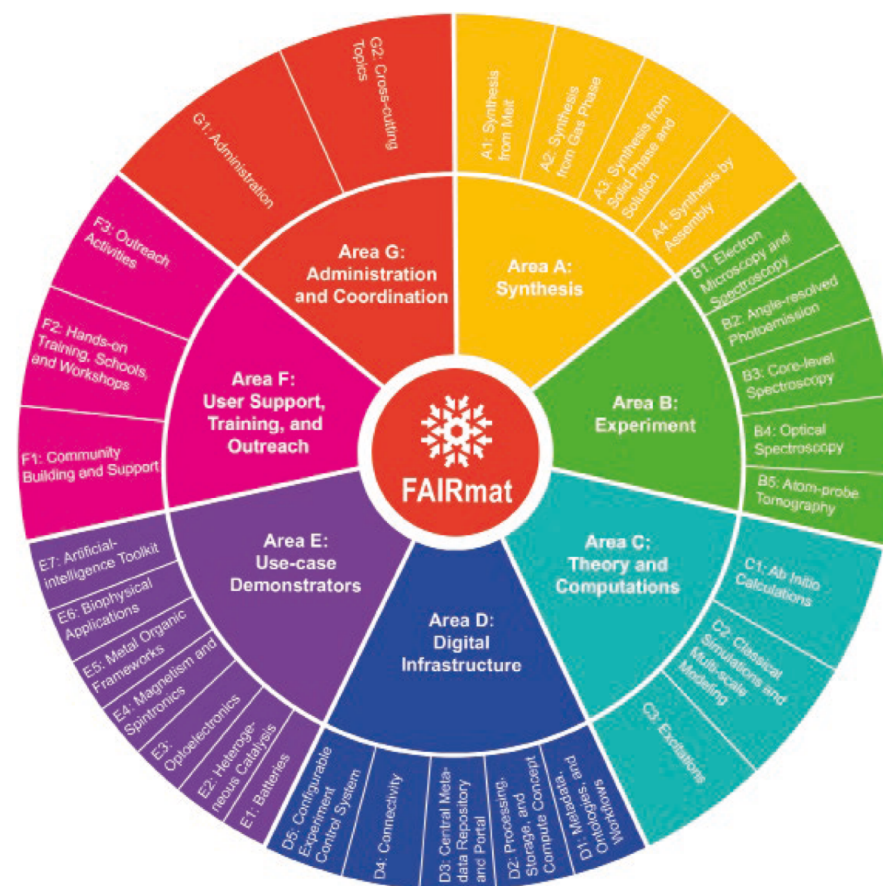 FAIRmat
Area A:
Synthesis
A1: Synthesis
from Melt
A2: Synthesis
from Gas Phase
A3: Synthesis from
Solid Phase and
Solution
A4: Synthesis by
Assembly
Area B:
Experiment
B1: Electron
Microscopy and
Spectroscopy
B2: Angle-resolved
Photoemission
B3: Core-level
Spectroscopy
B4: Optical
Spectroscopy
B5: Atom-probe
Tomography
Area C:
Theory and
Computations
C1: Ab Initio
Calculations
C2: Classical
Simulations and
Multi-scale
Modeling
C3: Excitations
Area D:
Digital
Infrastructure
D1: Metadata,
Ontologies, and
Workflows
D2: Processing,
Storage, and
Compute Concept
D3: Central Meta-
data Repository
and Portal
D4: Connectivity
D5: Configurable
Experiment
Control System
Area E:
Use-case
Demonstrators
E1: Batteries
E2: Heteroge-
neous Catalysis
E3:
Optoelectronics
E4: Magnetism and
Spintronics
E5: Metal Organic
Frameworks
E6: Biophysical
Applications
E7: Artificial-
intelligence Toolkit
Area F:
User Support,
Training, and
Outreach
F1: Community
Building and Support
F2: Hands-on
Training, Schools,
and Workshops
F3: Outreach
Activities
Area G:
Administration
and Coordination
G1: Administration
G2: Cross-cutting
Topics